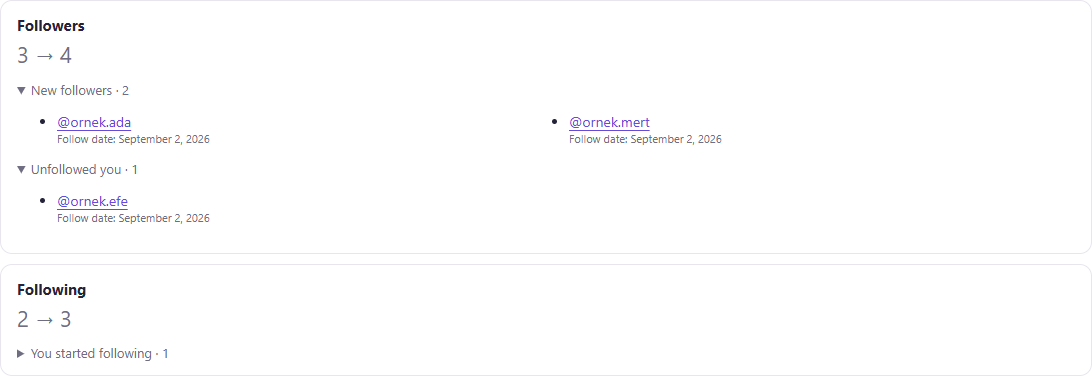 Followers
3 → 4
▼ New followers · 2
• @ornek.ada
Follow date: September 2, 2026
• @ornek.mert
Follow date: September 2, 2026
▼ Unfollowed you · 1
• @ornek.efe
Follow date: September 2, 2026
Following
2 → 3
▶ You started following · 1